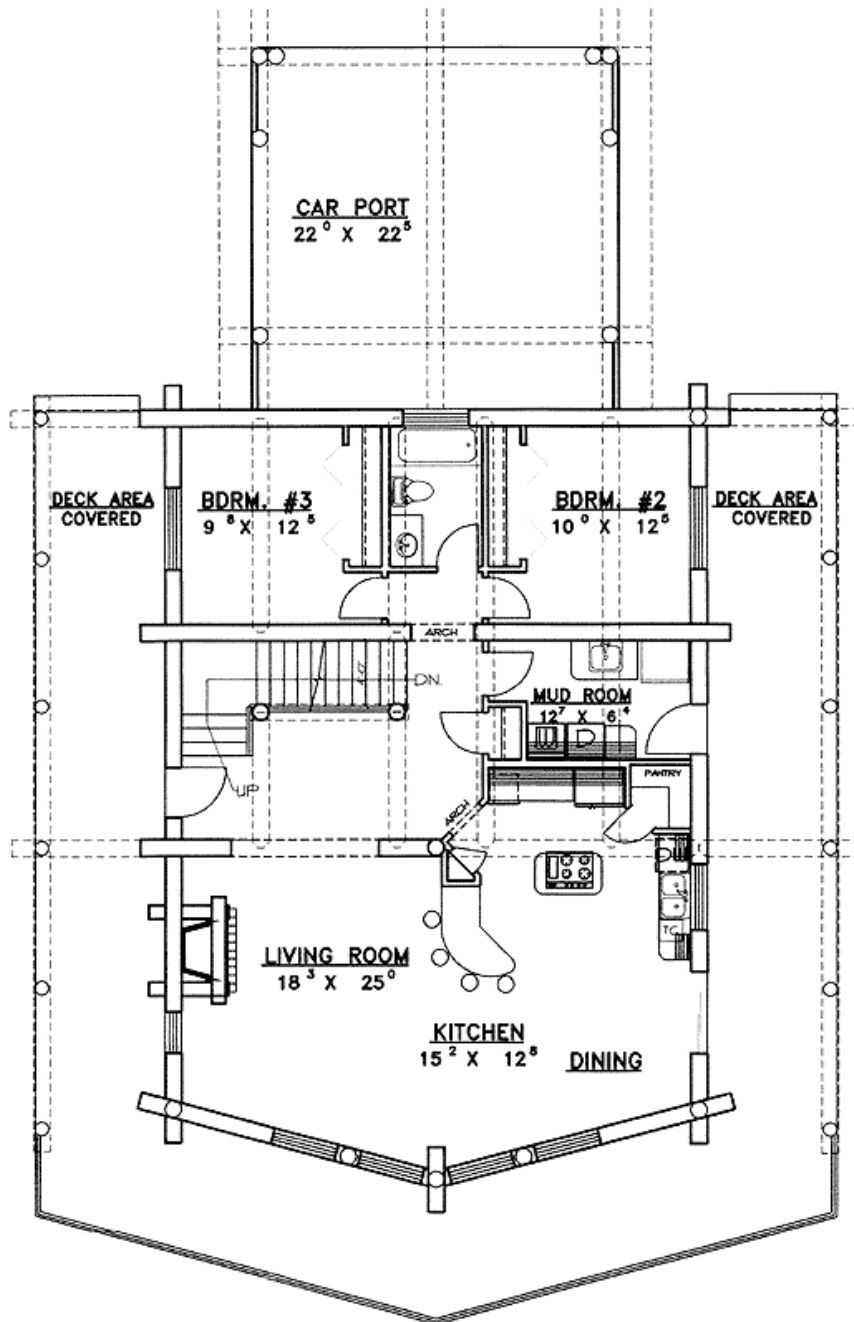 CAR PORT
22⁰ X 22⁵
DECK AREA
COVERED
BDRM. #3
9⁸ X 12⁵
BDRM. #2
10⁰ X 12⁵
DECK AREA
COVERED
ARCH
DN.
MUD ROOM
12⁷ X 6⁴
UP
PANTRY
ARCH
TC
LIVING ROOM
18³ X 25⁰
KITCHEN
15² X 12⁸
DINING